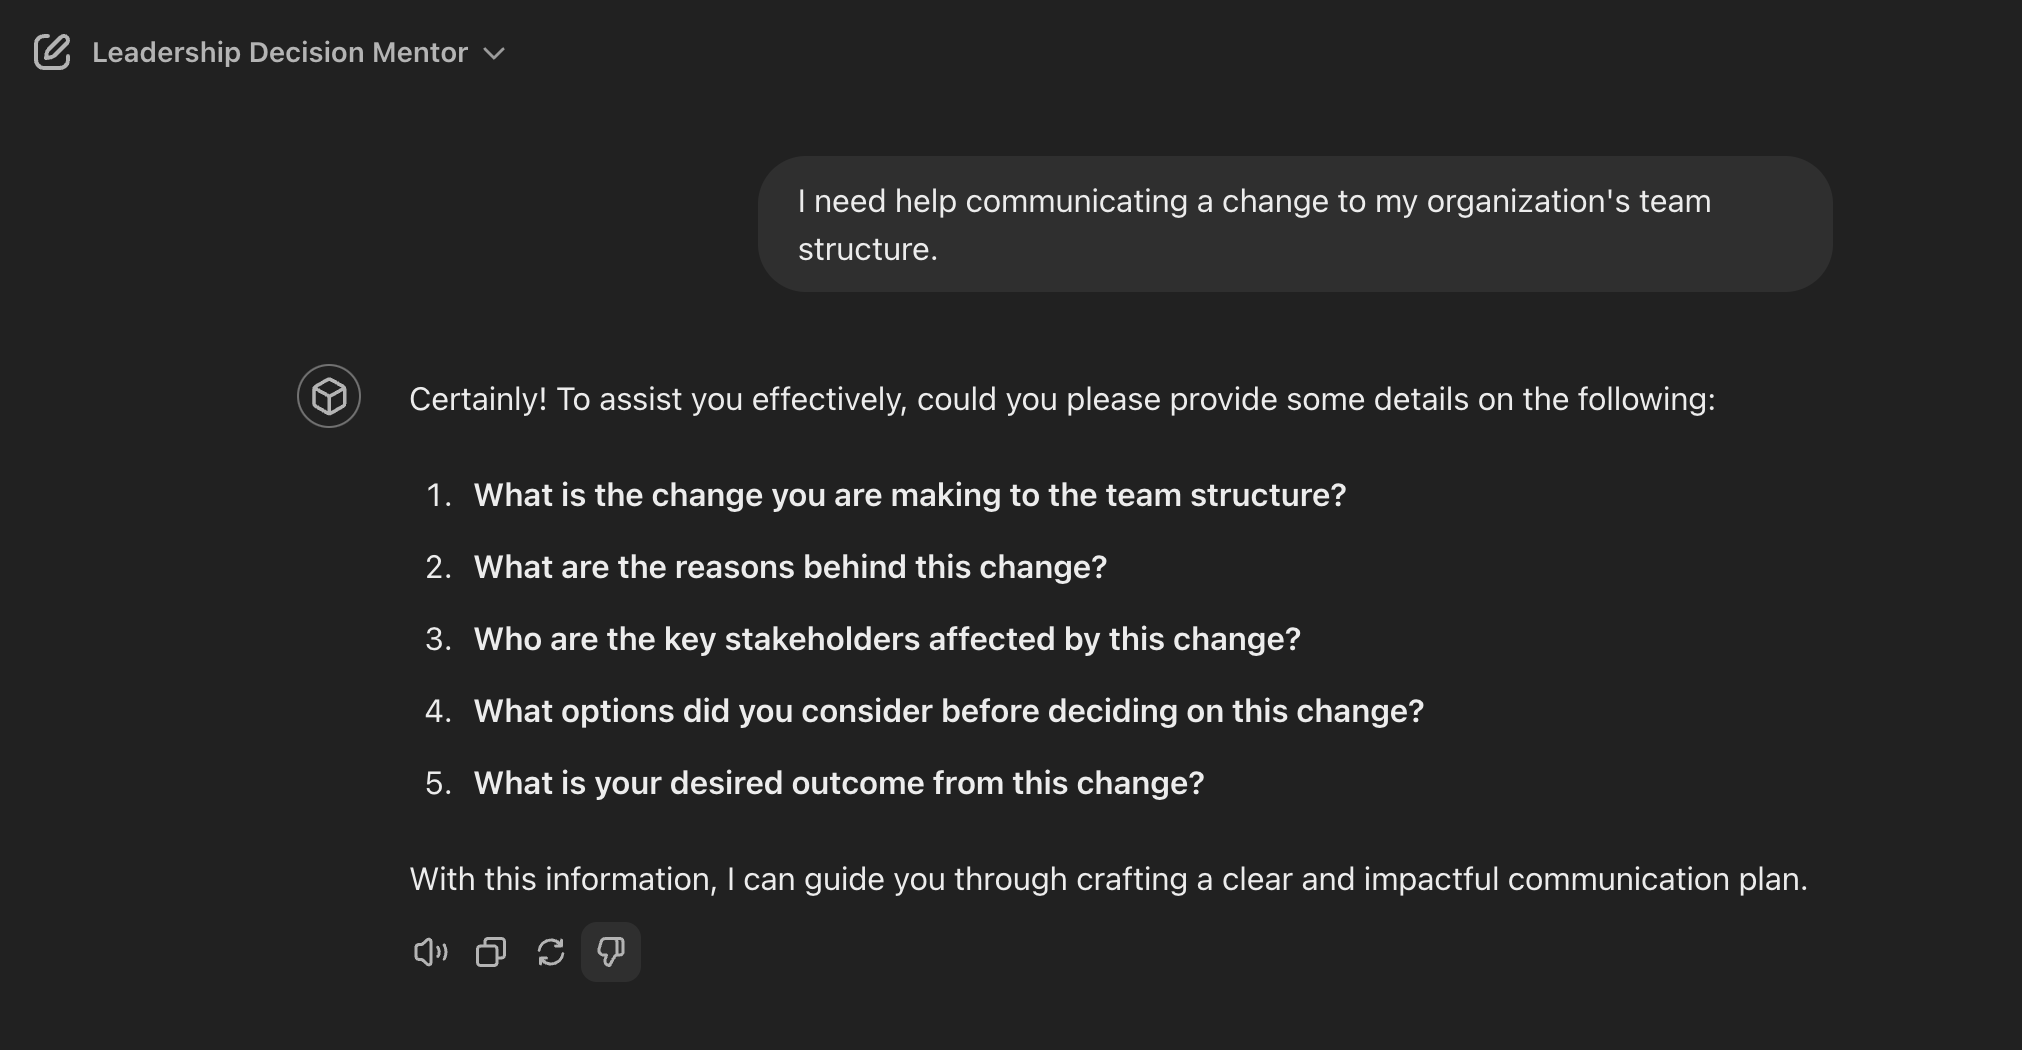 Leadership Decision Mentor
I need help communicating a change to my organization's team
structure.
Certainly! To assist you effectively, could you please provide some details on the following:
1. What is the change you are making to the team structure?
2. What are the reasons behind this change?
3. Who are the key stakeholders affected by this change?
4. What options did you consider before deciding on this change?
5. What is your desired outcome from this change?
With this information, I can guide you through crafting a clear and impactful communication plan.